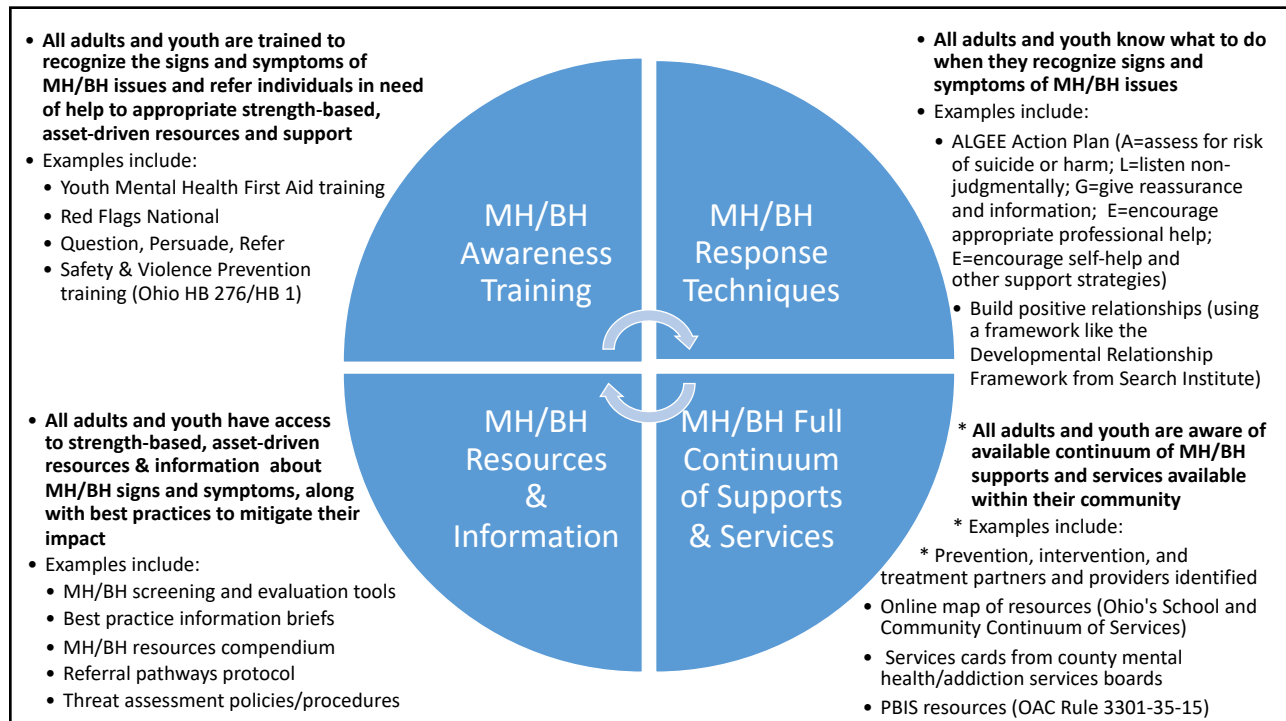 • All adults and youth are trained to
recognize the signs and symptoms of
MH/BH issues and refer individuals in need
of help to appropriate strength-based,
asset-driven resources and support
• Examples include:
• Youth Mental Health First Aid training
• Red Flags National
• Question, Persuade, Refer
• Safety & Violence Prevention
training (Ohio HB 276/HB 1)
MH/BH
Awareness
Training
MH/BH
Response
Techniques
• All adults and youth know what to do
when they recognize signs and
symptoms of MH/BH issues
• Examples include:
• ALGEE Action Plan (A=assess for risk
of suicide or harm; L=listen non-
judgmentally; G=give reassurance
and information; E=encourage
appropriate professional help;
E=encourage self-help and
other support strategies)
• Build positive relationships (using
a framework like the
Developmental Relationship
Framework from Search Institute)
• All adults and youth have access
to strength-based, asset-driven
resources & information about
MH/BH signs and symptoms, along
with best practices to mitigate their
impact
• Examples include:
• MH/BH screening and evaluation tools
• Best practice information briefs
• MH/BH resources compendium
• Referral pathways protocol
• Threat assessment policies/procedures
MH/BH
Resources
&
Information
MH/BH Full
Continuum
of Supports
& Services
* All adults and youth are aware of
available continuum of MH/BH
supports and services available
within their community
* Examples include:
* Prevention, intervention, and
treatment partners and providers identified
• Online map of resources (Ohio's School and
Community Continuum of Services)
• Services cards from county mental
health/addiction services boards
• PBIS resources (OAC Rule 3301-35-15)